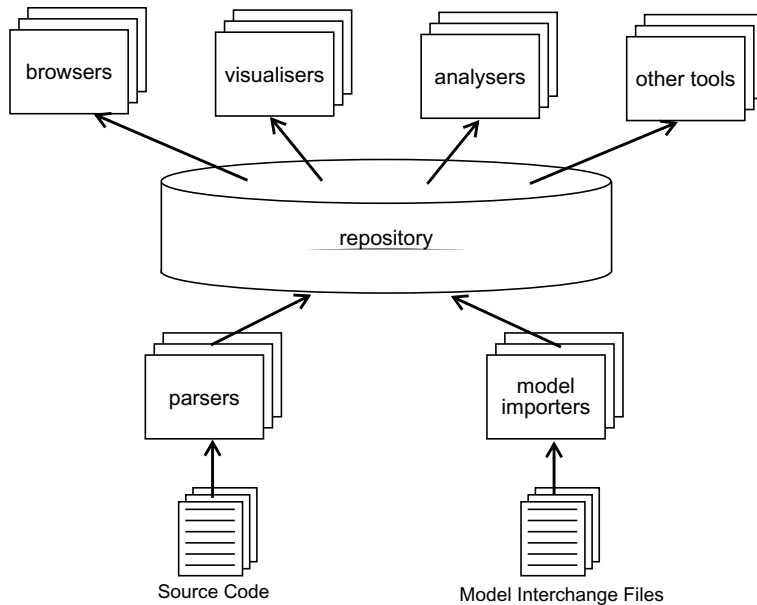 browsers
visualisers
analysers
other tools
repository
parsers
model
importers
Source Code
Model Interchange Files